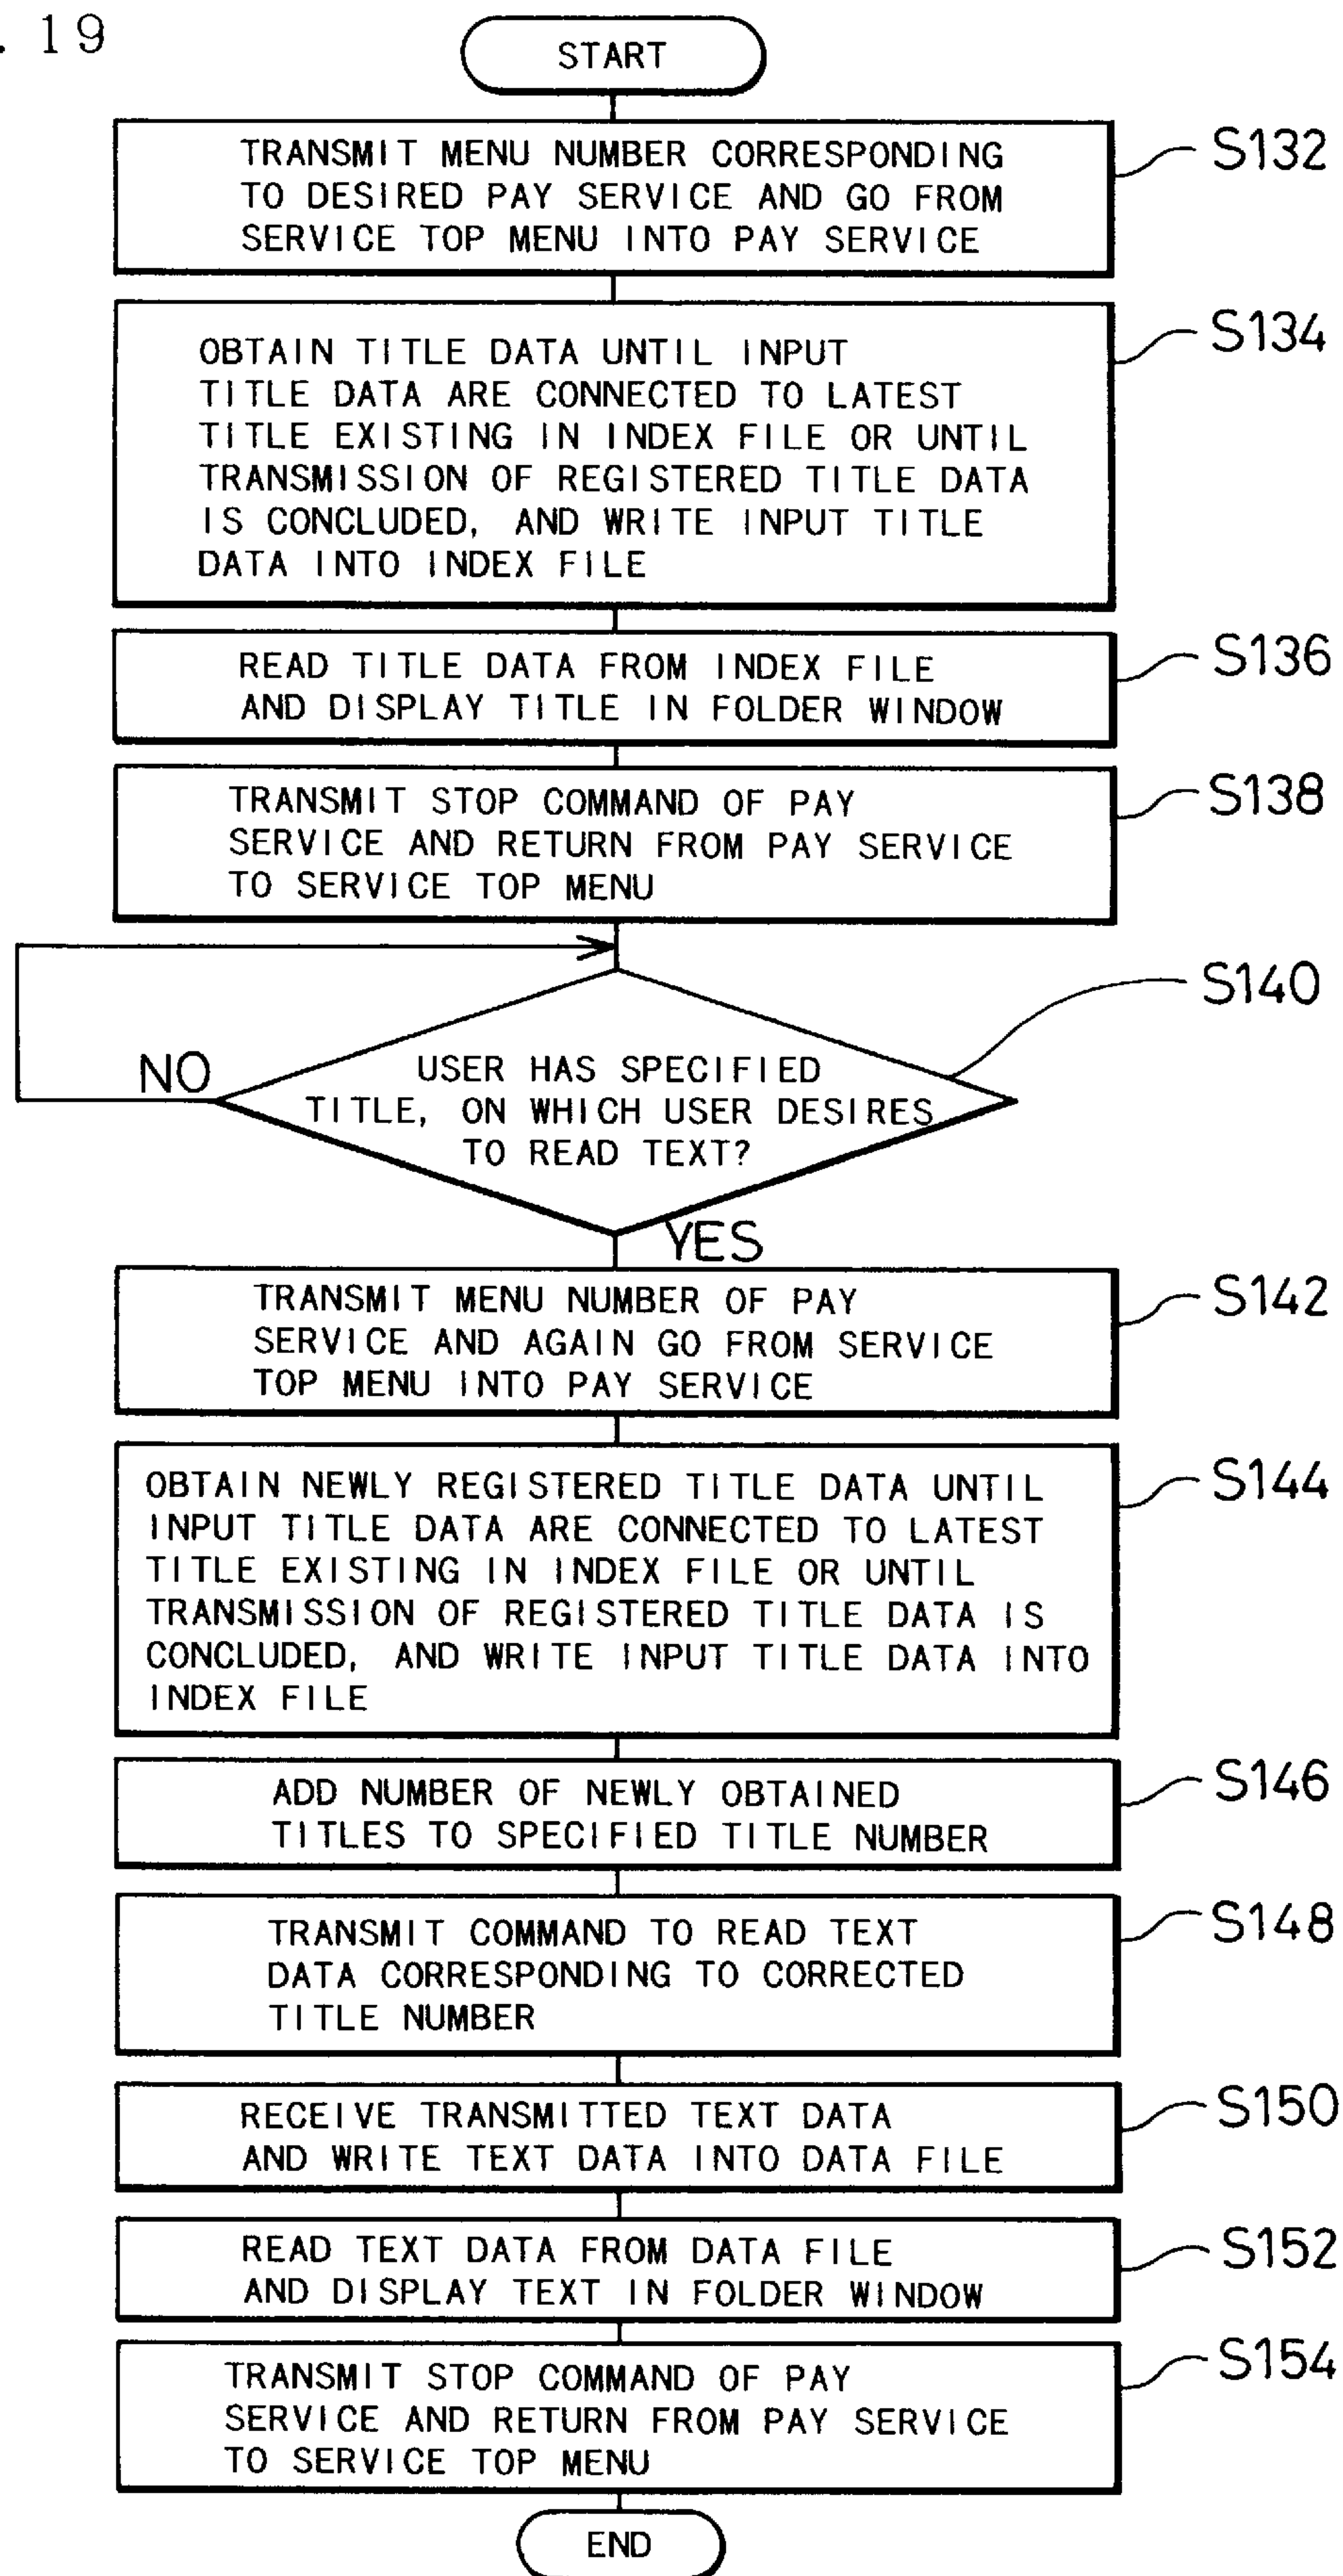 . 19
START
TRANSMIT MENU NUMBER CORRESPONDING
TO DESIRED PAY SERVICE AND GO FROM
SERVICE TOP MENU INTO PAY SERVICE
S132
OBTAIN TITLE DATA UNTIL INPUT
TITLE DATA ARE CONNECTED TO LATEST
TITLE EXISTING IN INDEX FILE OR UNTIL
TRANSMISSION OF REGISTERED TITLE DATA
IS CONCLUDED, AND WRITE INPUT TITLE
DATA INTO INDEX FILE
S134
READ TITLE DATA FROM INDEX FILE
AND DISPLAY TITLE IN FOLDER WINDOW
S136
TRANSMIT STOP COMMAND OF PAY
SERVICE AND RETURN FROM PAY SERVICE
TO SERVICE TOP MENU
S138
S140
NO
USER HAS SPECIFIED
TITLE, ON WHICH USER DESIRES
TO READ TEXT?
YES
TRANSMIT MENU NUMBER OF PAY
SERVICE AND AGAIN GO FROM SERVICE
TOP MENU INTO PAY SERVICE
S142
OBTAIN NEWLY REGISTERED TITLE DATA UNTIL
INPUT TITLE DATA ARE CONNECTED TO LATEST
TITLE EXISTING IN INDEX FILE OR UNTIL
TRANSMISSION OF REGISTERED TITLE DATA IS
CONCLUDED, AND WRITE INPUT TITLE DATA INTO
INDEX FILE
S144
ADD NUMBER OF NEWLY OBTAINED
TITLES TO SPECIFIED TITLE NUMBER
S146
TRANSMIT COMMAND TO READ TEXT
DATA CORRESPONDING TO CORRECTED
TITLE NUMBER
S148
RECEIVE TRANSMITTED TEXT DATA
AND WRITE TEXT DATA INTO DATA FILE
S150
READ TEXT DATA FROM DATA FILE
AND DISPLAY TEXT IN FOLDER WINDOW
S152
TRANSMIT STOP COMMAND OF PAY
SERVICE AND RETURN FROM PAY SERVICE
TO SERVICE TOP MENU
S154
END